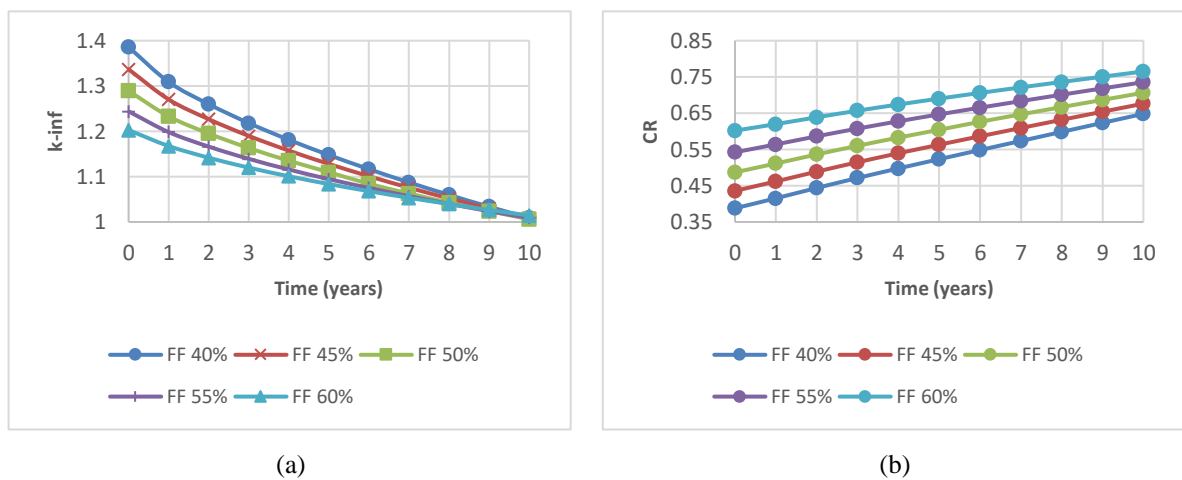 k-inf
1.4
1.3
1.2
1.1
1
0 1 2 3 4 5 6 7 8 9 10
Time (years)
FF 40% FF 45% FF 50%
FF 55% FF 60%
(a)
CR
0.85
0.75
0.65
0.55
0.45
0.35
0 1 2 3 4 5 6 7 8 9 10
Time (years)
FF 40% FF 45% FF 50%
FF 55% FF 60%
(b)